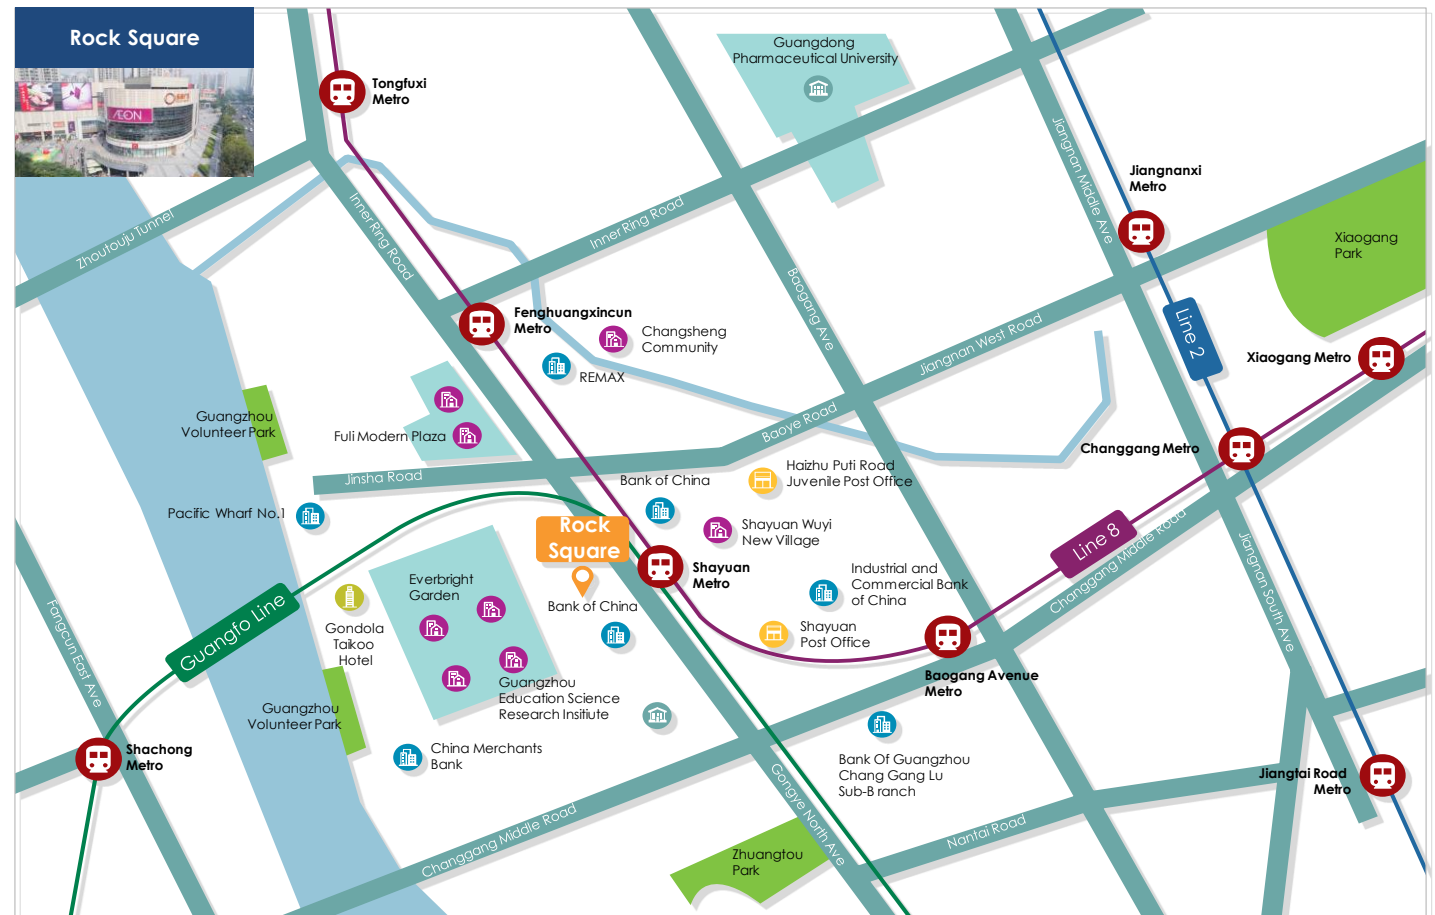 Rock Square
ÆON
Guangdong
Pharmaceutical University
Tongfuxi
Metro
Jiangnan Middle Ave
Jiangnanxi
Metro
Zhoutouju Tunnel
Inner Ring Road
Inner Ring Road
Xiaogang
Park
Baogang Ave
Fenghuangxincun
Metro
Changsheng
Community
REMAX
Jiangnan West Road
Line 2
Xiaogang Metro
Guangzhou
Volunteer Park
Fuli Modern Plaza
Baoye Road
Changgang Metro
Jinsha Road
Bank of China
Haizhu Puti Road
Juvenile Post Office
Pacific Wharf No.1
Rock
Square
Shayuan Wuyi
New Village
Line 8
Changgang Middle Road
Jiangnan South Ave
Shayuan
Metro
Industrial and
Commercial Bank
of China
Everbright
Garden
Bank of China
Guangfo Line
Fangcun East Ave
Gondola
Taikoo
Hotel
Shayuan
Post Office
Baogang Avenue
Metro
Guangzhou
Education Science
Research Insitiute
Guangzhou
Volunteer Park
Shachong
Metro
China Merchants
Bank
Bank Of Guangzhou
Chang Gang Lu
Sub-B ranch
Jiangtai Road
Metro
Gongye North Ave
Changgang Middle Road
Nantai Road
Zhuangtou
Park